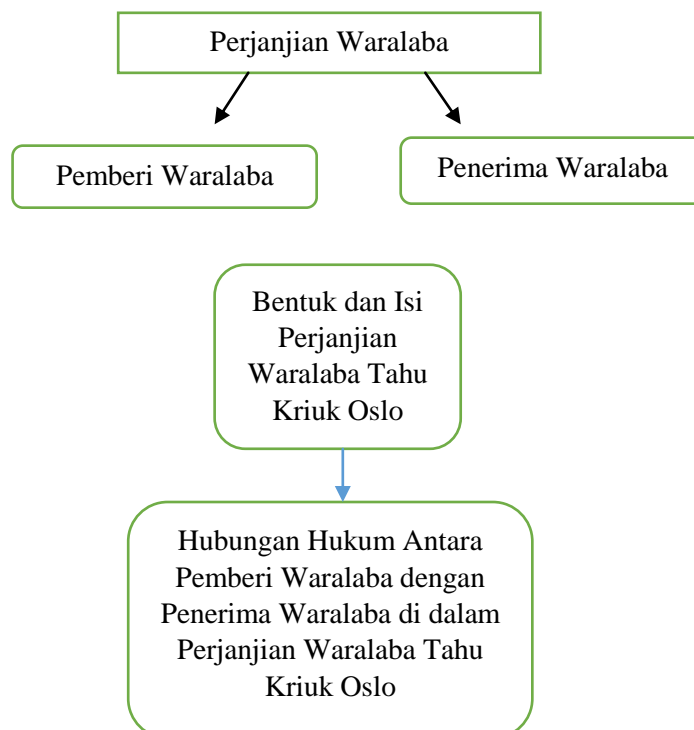 Perjanjian Waralaba
Pemberi Waralaba
Penerima Waralaba
Bentuk dan Isi
Perjanjian
Waralaba Tahu
Kriuk Oslo
Hubungan Hukum Antara
Pemberi Waralaba dengan
Penerima Waralaba di dalam
Perjanjian Waralaba Tahu
Kriuk Oslo